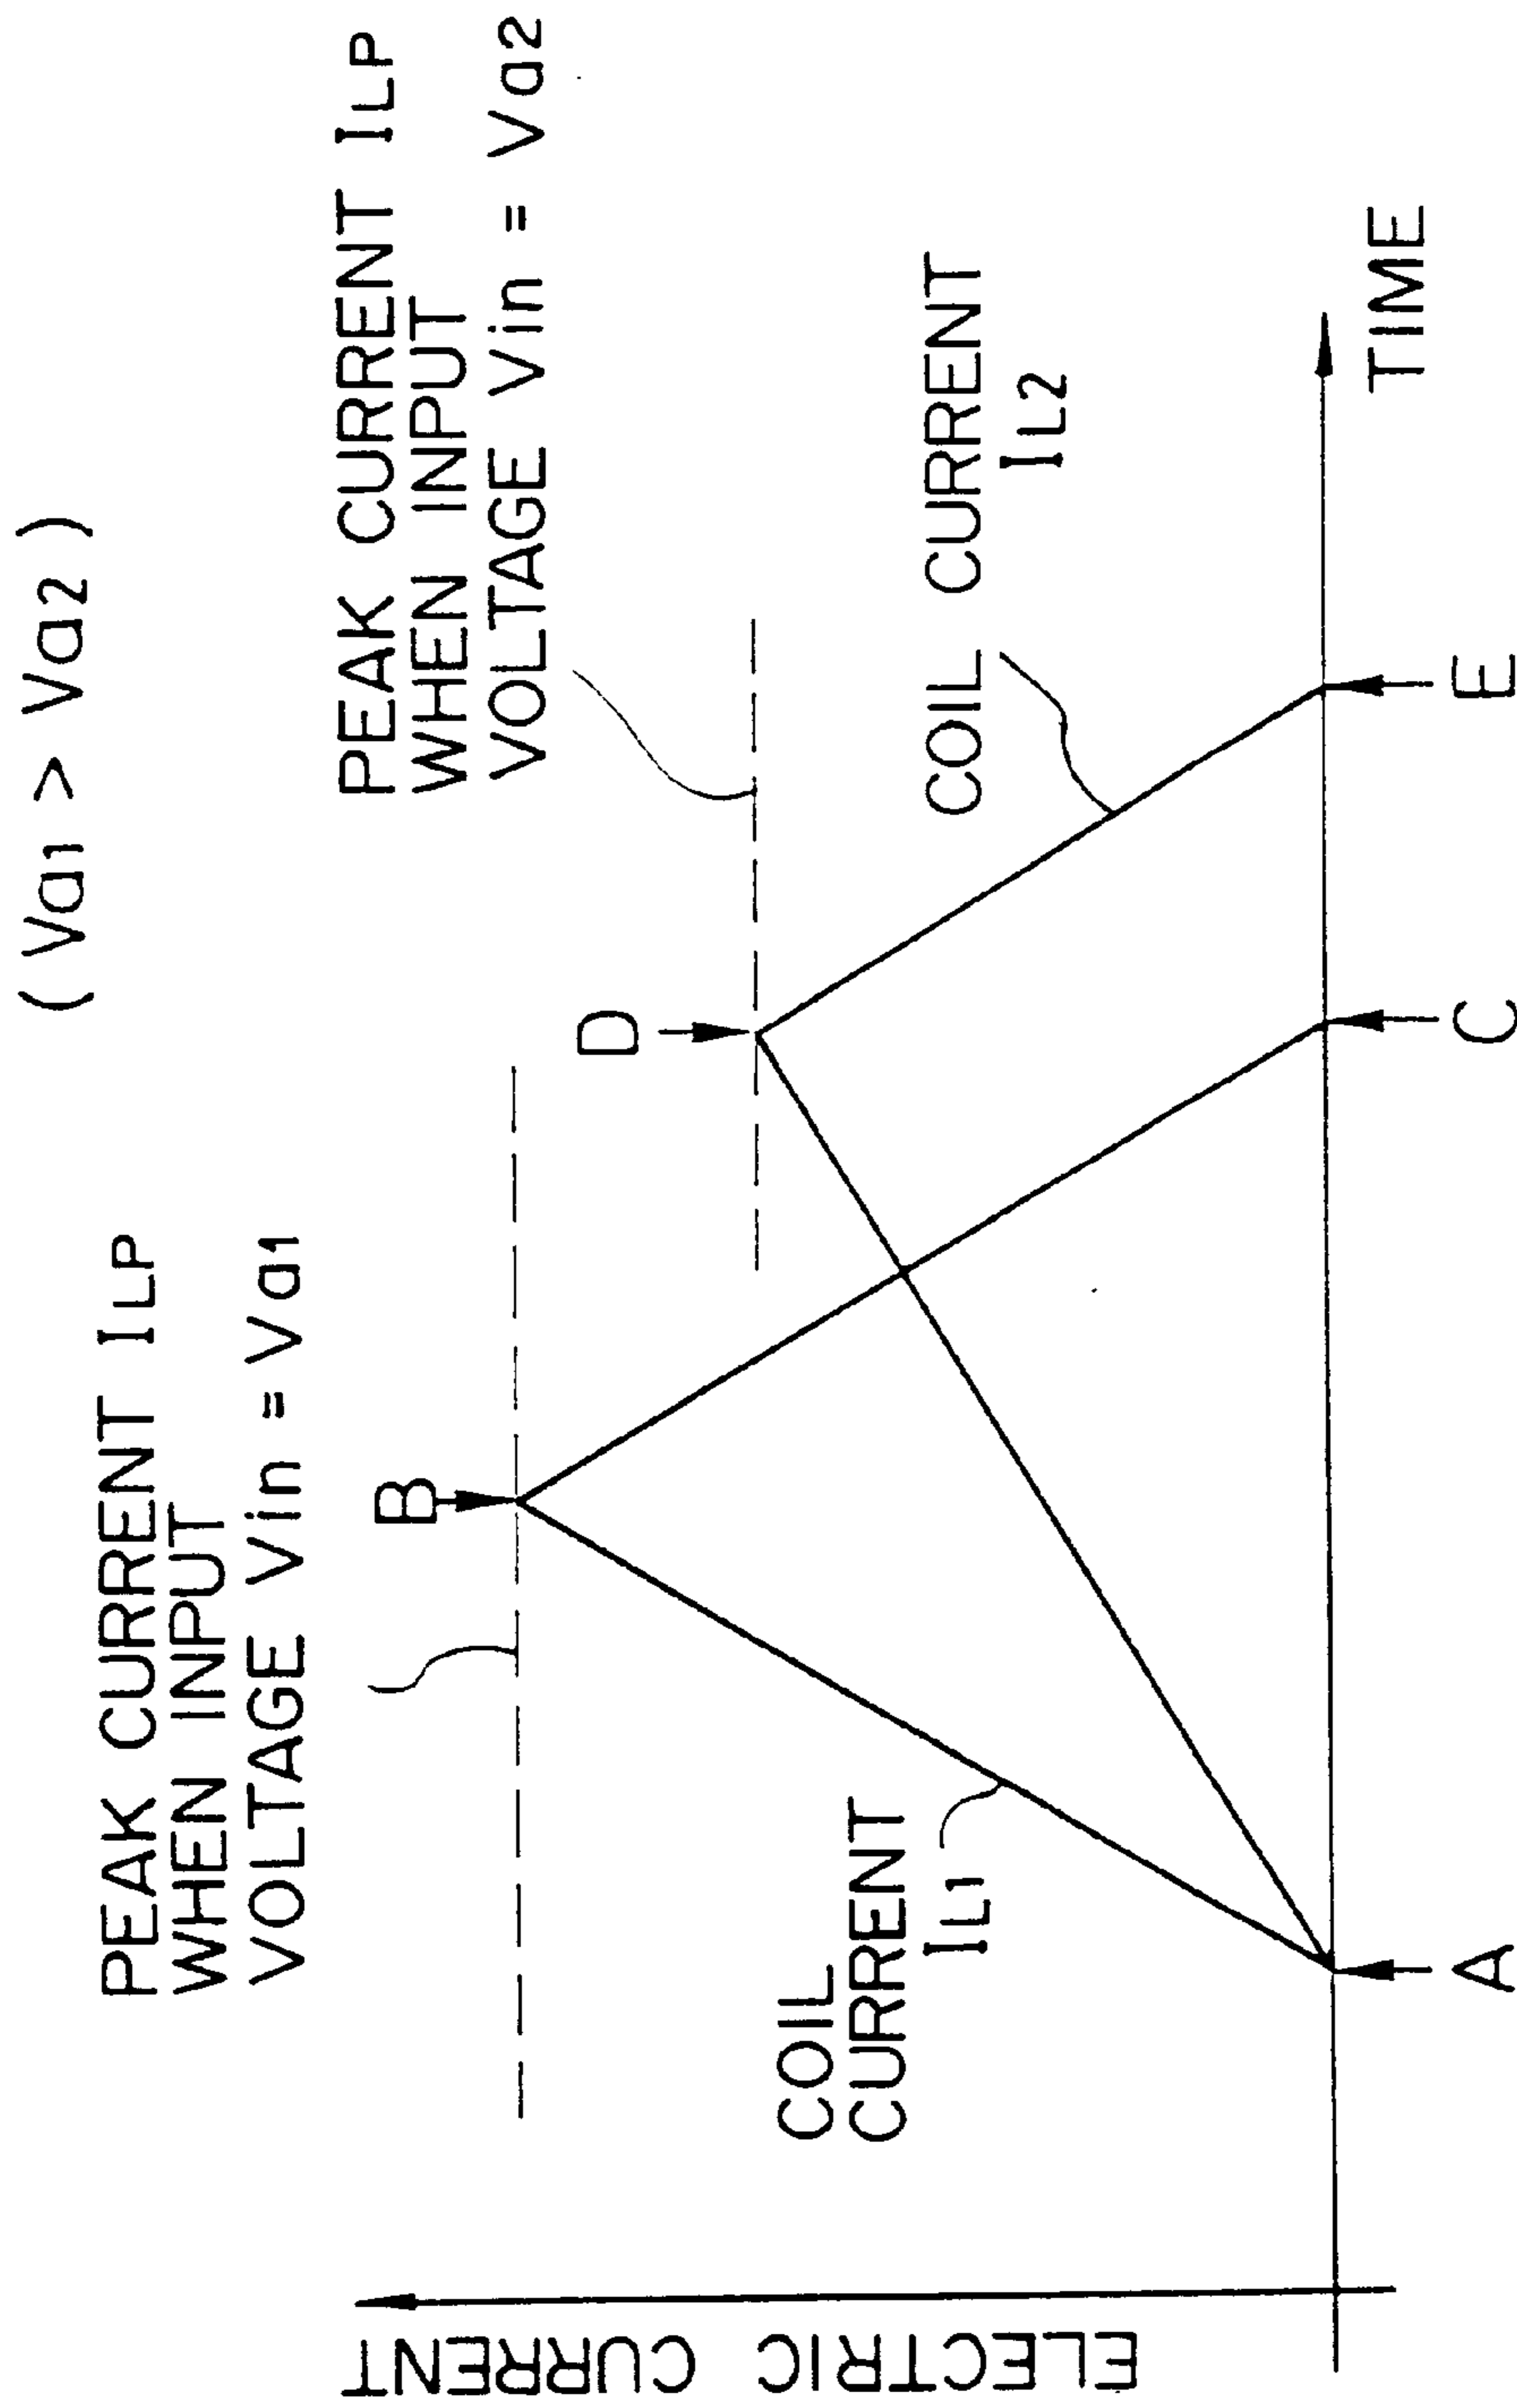 ( Va1 > Va2 )
PEAK CURRENT ILP
WHEN INPUT
VOLTAGE Vin = Va1
PEAK CURRENT ILP
WHEN INPUT
VOLTAGE Vin = Va2
B
D
COIL
CURRENT
IL1
COIL CURRENT
IL2
ELECTRIC CURRENT
TIME
A
C
E